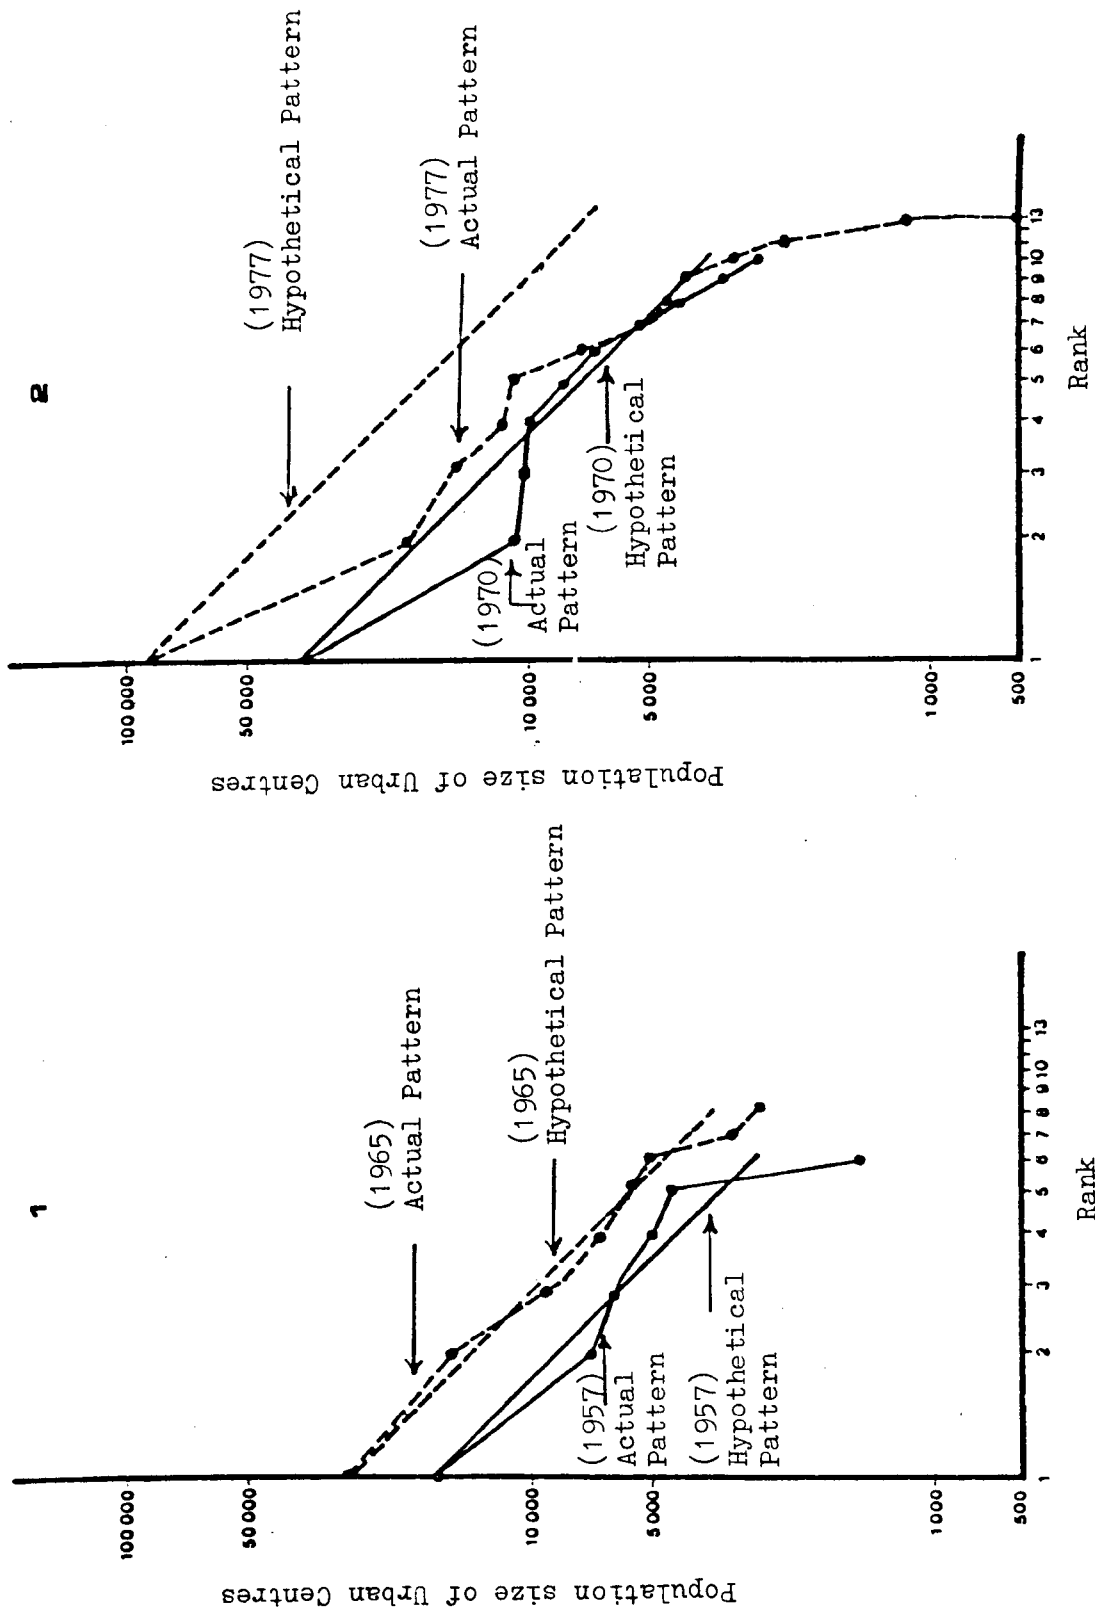 1
Population size of Urban Centres
100 000
50 000
10 000
5 000
1 000
500
(1965)
Actual Pattern
(1965)
Hypothetical Pattern
(1957)
Actual
Pattern
(1957)
Hypothetical
Pattern
1 2 3 4 5 6 7 8 9 10 13
Rank
2
Population size of Urban Centres
100 000
50 000
10 000
5 000
1 000
500
(1977)
Hypothetical Pattern
(1977)
Actual Pattern
(1970)
Actual
Pattern
(1970)
Hypothetical
Pattern
1 2 3 4 5 6 7 8 9 10 13
Rank